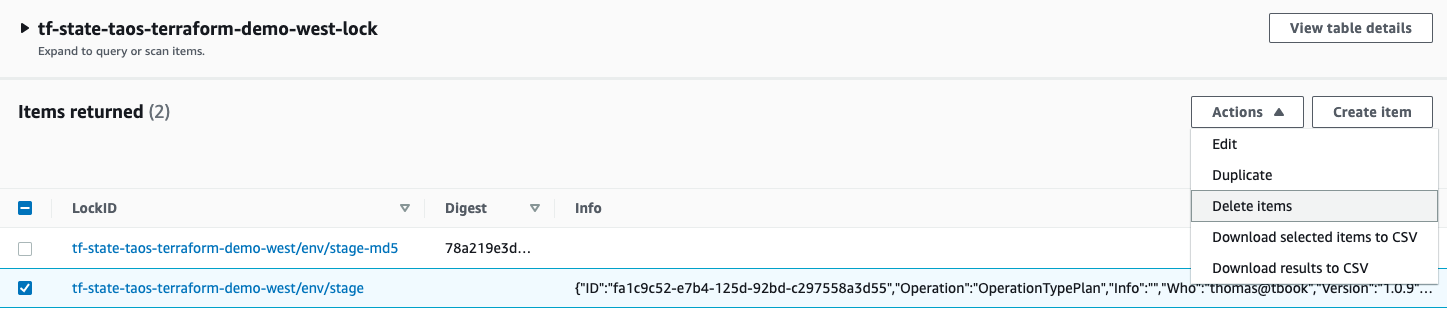 tf-state-taos-terraform-demo-west-lock
View table details
Expand to query or scan items.
Items returned (2)
Actions
Create item
Edit
Duplicate
Delete items
Download selected items to CSV
Download results to CSV
LockID
Digest
Info
tf-state-taos-terraform-demo-west/env/stage-md5
78a219e3d...
tf-state-taos-terraform-demo-west/env/stage
{"ID":"fa1c9c52-e7b4-125d-92bd-c297558a3d55","Operation":"OperationTypePlan","Info":"","Who":"thomas@tbook","Version":"1.0.9"...